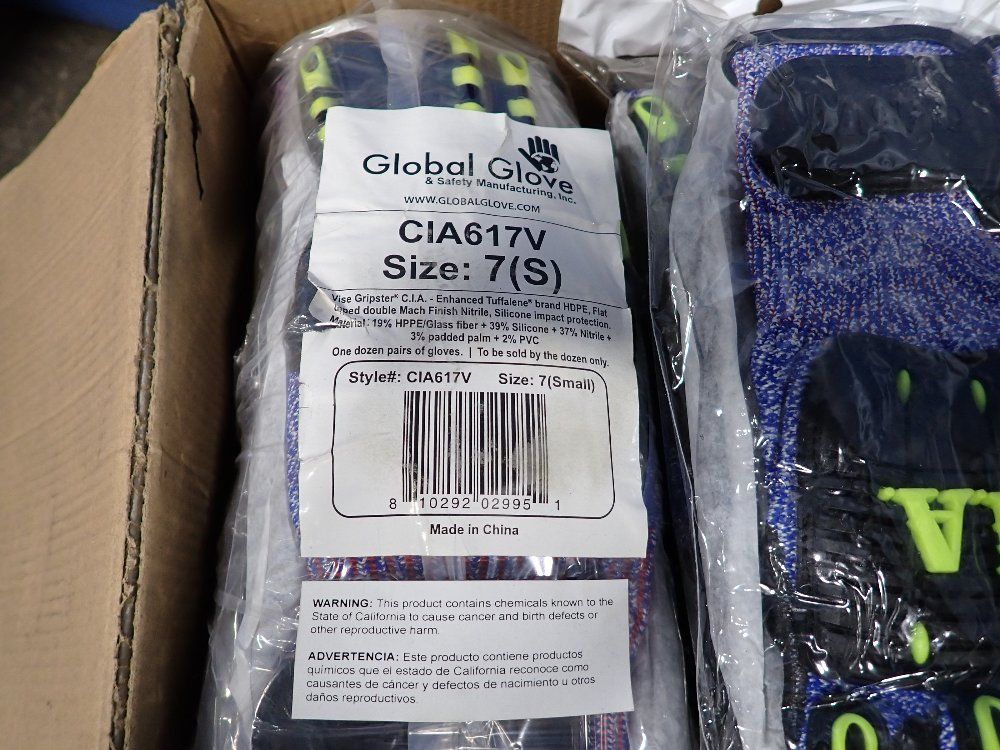 Global Glove
& Safety Manufacturing, Inc.
WWW.GLOBALGLOVE.COM
CIA617V
Size: 7(S)
Vise Gripster® C.I.A. - Enhanced Tuffalene® brand HDPE, Flat
Dipped double Mach Finish Nitrile, Silicone impact protection.
Material: 19% HPPE/Glass fiber + 39% Silicone + 37% Nitrile +
3% padded palm + 2% PVC
One dozen pairs of gloves. | To be sold by the dozen only.
Style#: CIA617V Size: 7(Small)
8 10292 02995 1
Made in China
WARNING: This product contains chemicals known to the
State of California to cause cancer and birth defects or
other reproductive harm.
ADVERTENCIA: Este producto contiene productos
químicos que el estado de California reconoce como
causantes de cáncer y defectos de nacimiento u otros
daños reproductivos.